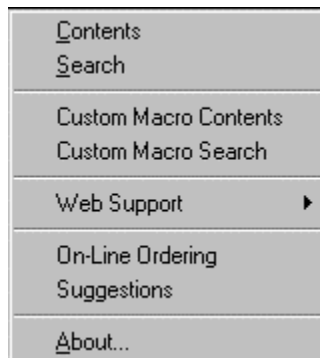 Contents
Search
Custom Macro Contents
Custom Macro Search
Web Support
On-Line Ordering
Suggestions
About...